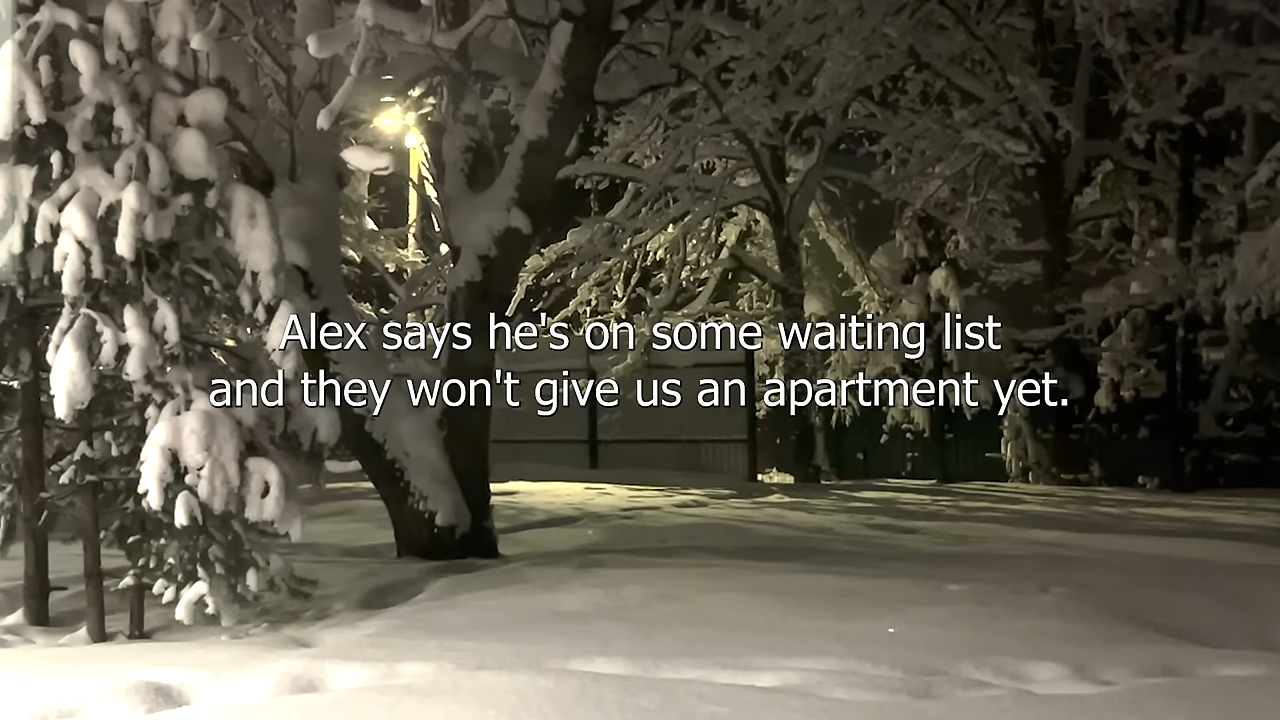 Alex says he's on some waiting list
and they won't give us an apartment yet.